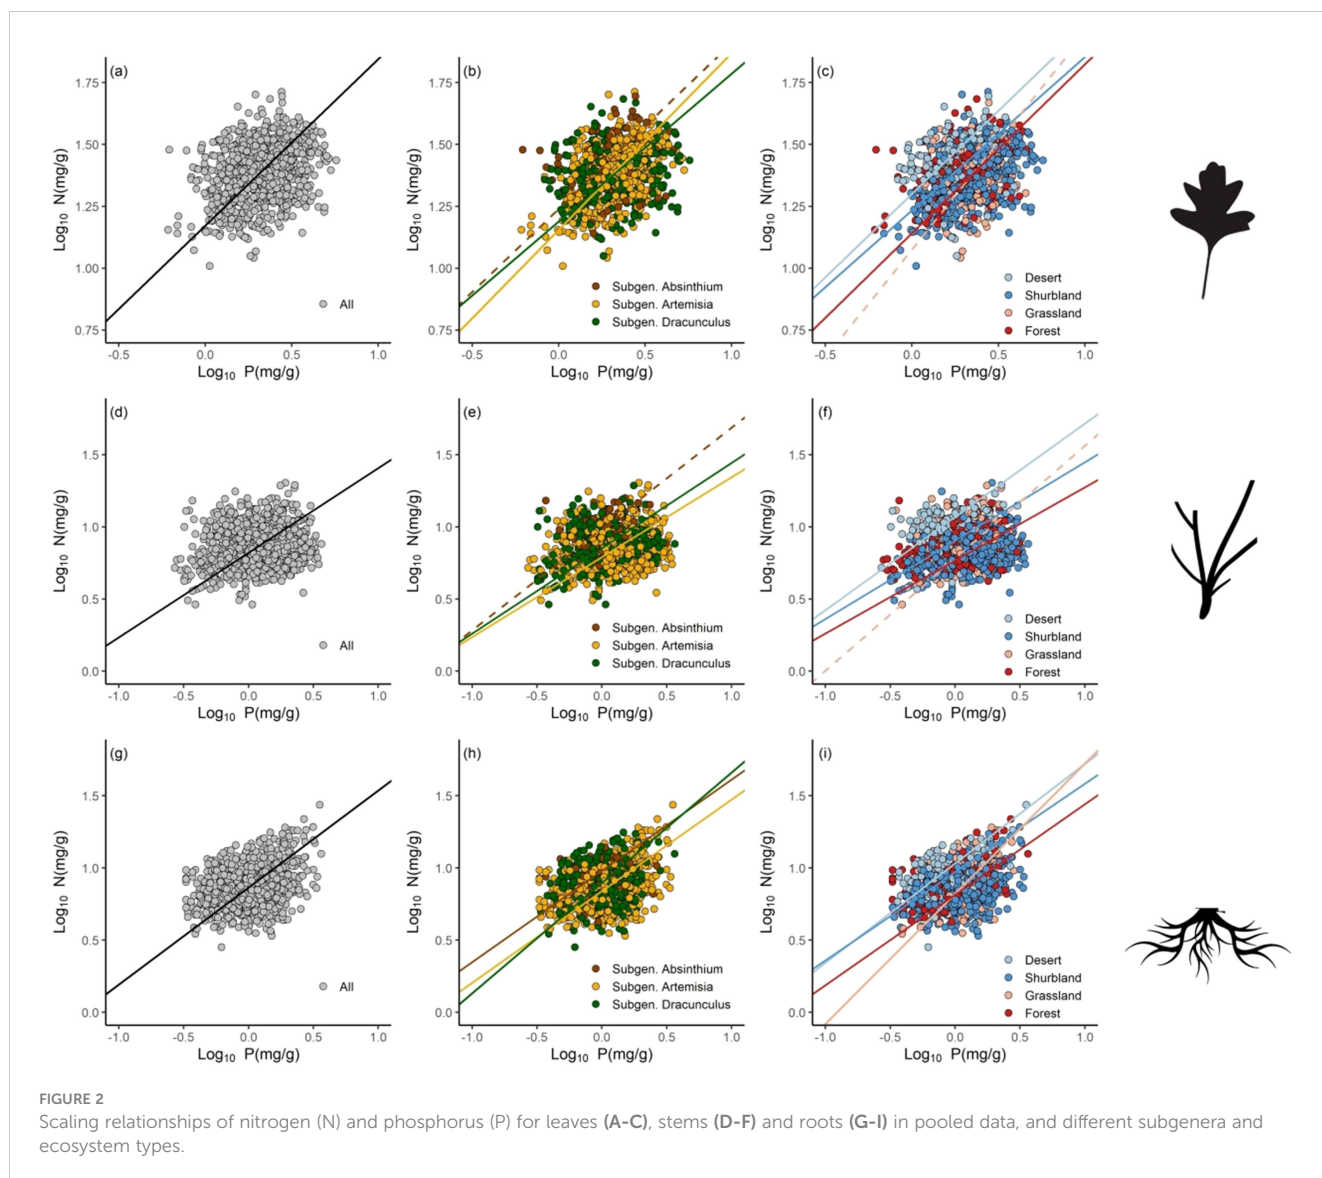 (a)
Log10 N(mg/g)
1.75
1.50
1.25
1.00
0.75
All
-0.5
0.0
0.5
1.0
Log10 P(mg/g)
(b)
Log10 N(mg/g)
1.75
1.50
1.25
1.00
0.75
Subgen. Absinthium
Subgen. Artemisia
Subgen. Dracunculus
-0.5
0.0
0.5
1.0
Log10 P(mg/g)
(c)
Log10 N(mg/g)
1.75
1.50
1.25
1.00
0.75
Desert
Shurbland
Grassland
Forest
-0.5
0.0
0.5
1.0
Log10 P(mg/g)
(d)
Log10 N(mg/g)
1.5
1.0
0.5
0.0
All
-1.0
-0.5
0.0
0.5
1.0
Log10 P(mg/g)
(e)
Log10 N(mg/g)
1.5
1.0
0.5
0.0
Subgen. Absinthium
Subgen. Artemisia
Subgen. Dracunculus
-1.0
-0.5
0.0
0.5
1.0
Log10 P(mg/g)
(f)
Log10 N(mg/g)
1.5
1.0
0.5
0.0
Desert
Shurbland
Grassland
Forest
-1.0
-0.5
0.0
0.5
1.0
Log10 P(mg/g)
(g)
Log10 N(mg/g)
1.5
1.0
0.5
0.0
All
-1.0
-0.5
0.0
0.5
1.0
Log10 P(mg/g)
(h)
Log10 N(mg/g)
1.5
1.0
0.5
0.0
Subgen. Absinthium
Subgen. Artemisia
Subgen. Dracunculus
-1.0
-0.5
0.0
0.5
1.0
Log10 P(mg/g)
(i)
Log10 N(mg/g)
1.5
1.0
0.5
0.0
Desert
Shurbland
Grassland
Forest
-1.0
-0.5
0.0
0.5
1.0
Log10 P(mg/g)
FIGURE 2
Scaling relationships of nitrogen (N) and phosphorus (P) for leaves (A-C), stems (D-F) and roots (G-I) in pooled data, and different subgenera and
ecosystem types.